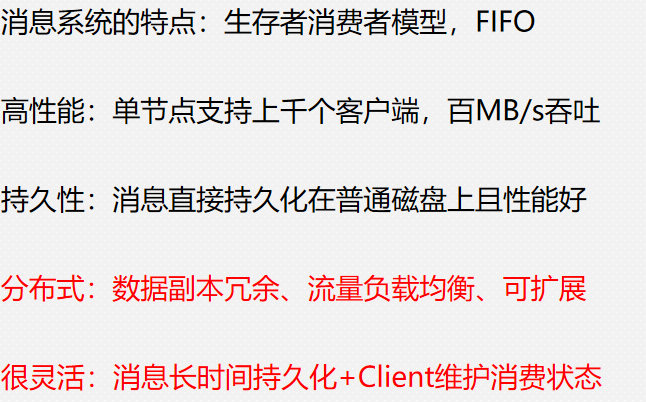 消息系统的特点：生存者消费者模型，FIFO
高性能：单节点支持上千个客户端，百MB/s吞吐
持久性：消息直接持久化在普通磁盘上且性能好
分布式：数据副本冗余、流量负载均衡、可扩展
很灵活：消息长时间持久化+Client维护消费状态